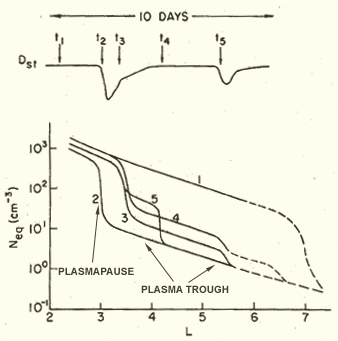 10 DAYS
t1 t2 t3 t4 t5
DST
10³
10²
10¹
10⁰
10⁻¹
Neq (cm⁻³)
1
2
3
4
5
PLASMAPAUSE
PLASMA TROUGH
2 3 4 5 6 7
L